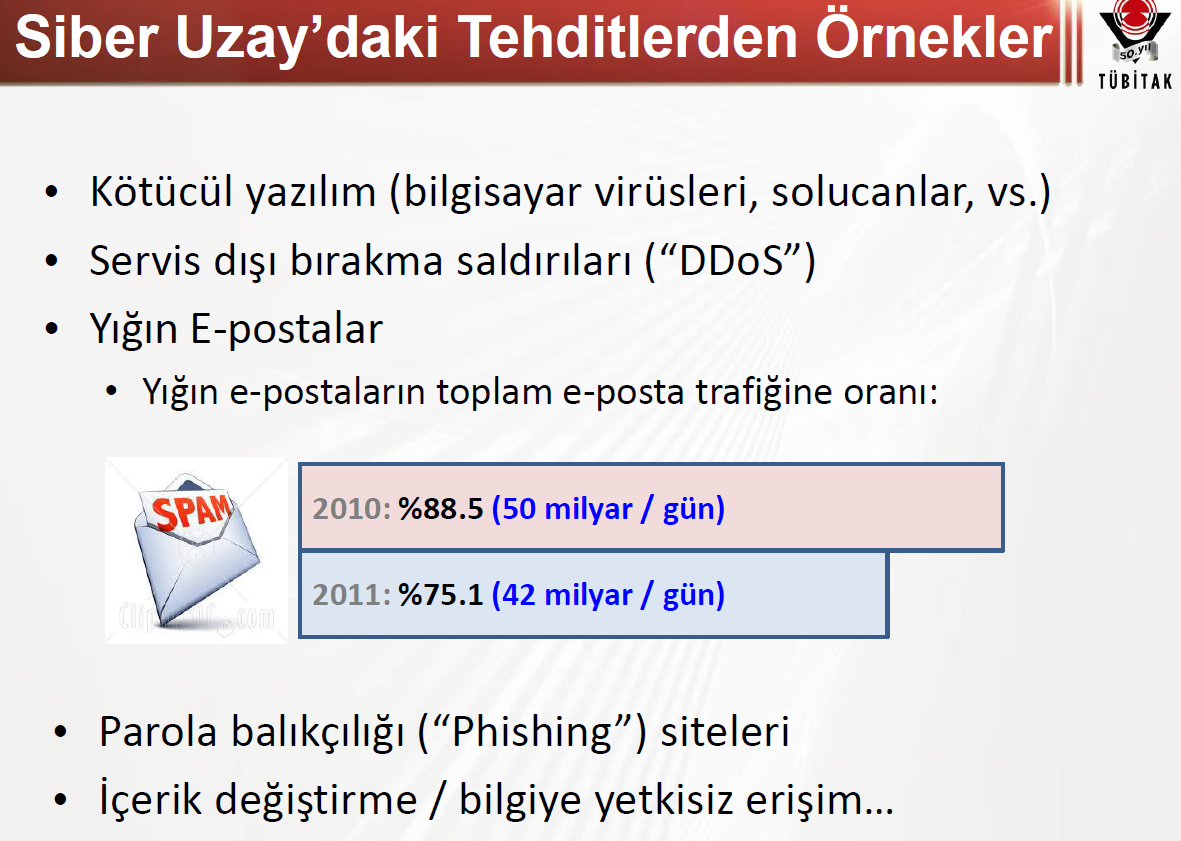 Siber Uzay’daki Tehditlerden Örnekler
50.yıl
TÜBİTAK
• Kötücül yazılım (bilgisayar virüsleri, solucanlar, vs.)
• Servis dışı bırakma saldırıları (“DDoS”)
• Yığın E-postalar
• Yığın e-postaların toplam e-posta trafiğine oranı:
SPAM
2010: %88.5 (50 milyar / gün)
2011: %75.1 (42 milyar / gün)
• Parola balıkçılığı (“Phishing”) siteleri
• İçerik değiştirme / bilgiye yetkisiz erişim…